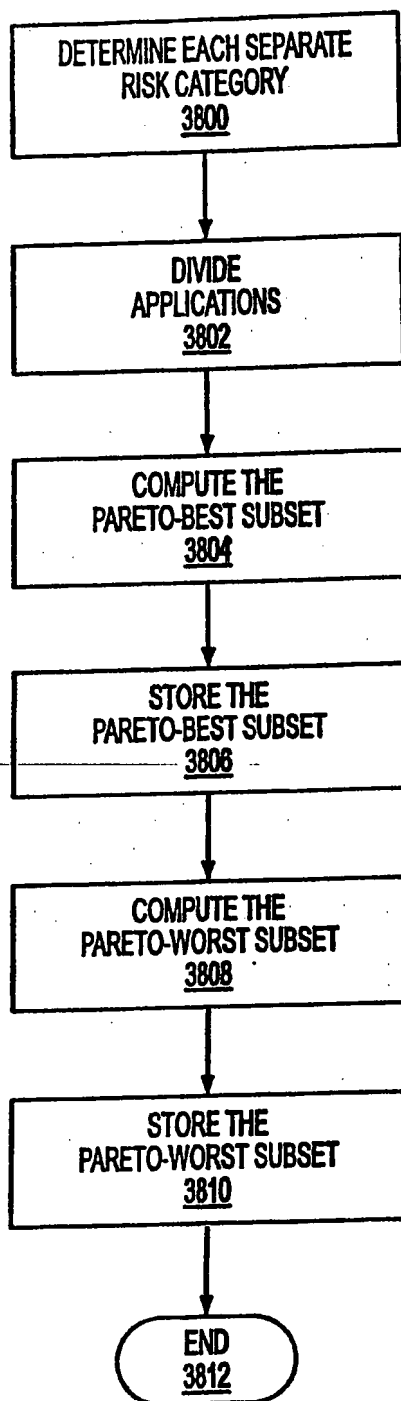 DETERMINE EACH SEPARATE
RISK CATEGORY
3800
DIVIDE
APPLICATIONS
3802
COMPUTE THE
PARETO-BEST SUBSET
3804
STORE THE
PARETO-BEST SUBSET
3806
COMPUTE THE
PARETO-WORST SUBSET
3808
STORE THE
PARETO-WORST SUBSET
3810
END
3812